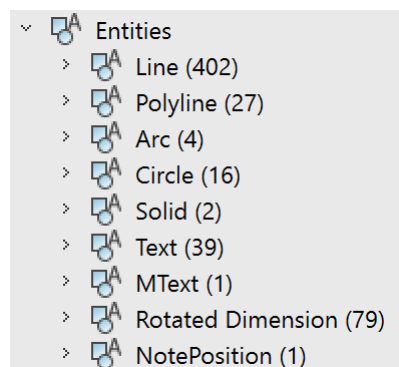 Entities
Line (402)
Polyline (27)
Arc (4)
Circle (16)
Solid (2)
Text (39)
MText (1)
Rotated Dimension (79)
NotePosition (1)